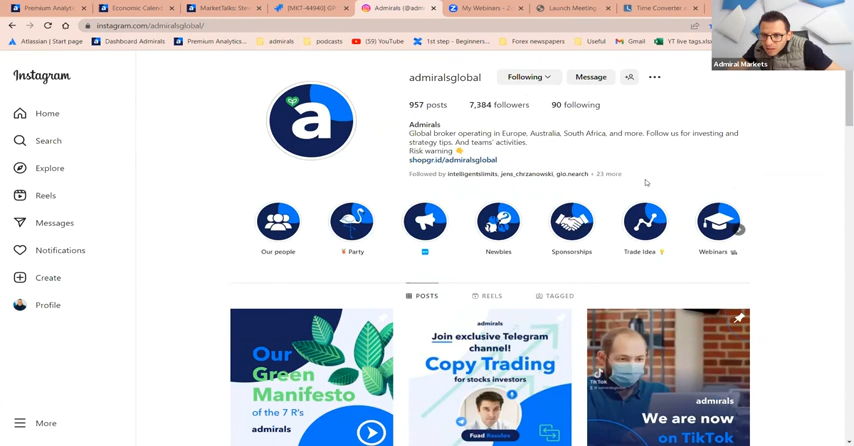 Premium Analytic
Economic Calend
MarketTalks: Stev
[MKT-44940] GP
Admirals (@adm
My Webinars - Z
Launch Meeting
Time Converter
instagram.com/admiralsglobal/
Atlassian | Start page
Dashboard Admirals
Premium Analytics...
admirals
podcasts
(59) YouTube
1st step - Beginners...
Forex newspapers
Useful
Gmail
YT live tags.xlsx
Admiral Markets
Instagram
Home
Search
Explore
Reels
Messages
Notifications
Create
Profile
More
admiralsglobal
Following
Message
957 posts
7,384 followers
90 following
Admirals
Global broker operating in Europe, Australia, South Africa, and more. Follow us for investing and
strategy tips. And teams' activities.
Risk warning 👇
shopgr.id/admiralsglobal
Followed by intelligentslimits, jens_chrzanowski, gio.nearch + 23 more
a
Our people
Party
Newbies
Sponsorships
Trade Idea 💡
Webinars
POSTS
REELS
TAGGED
Our
Green
Manifesto
of the 7 R's
admirals
admirals
Join exclusive Telegram
channel!
Copy Trading
for stocks investors
Fuad
TikTok
admirals
We are now
on TikTok